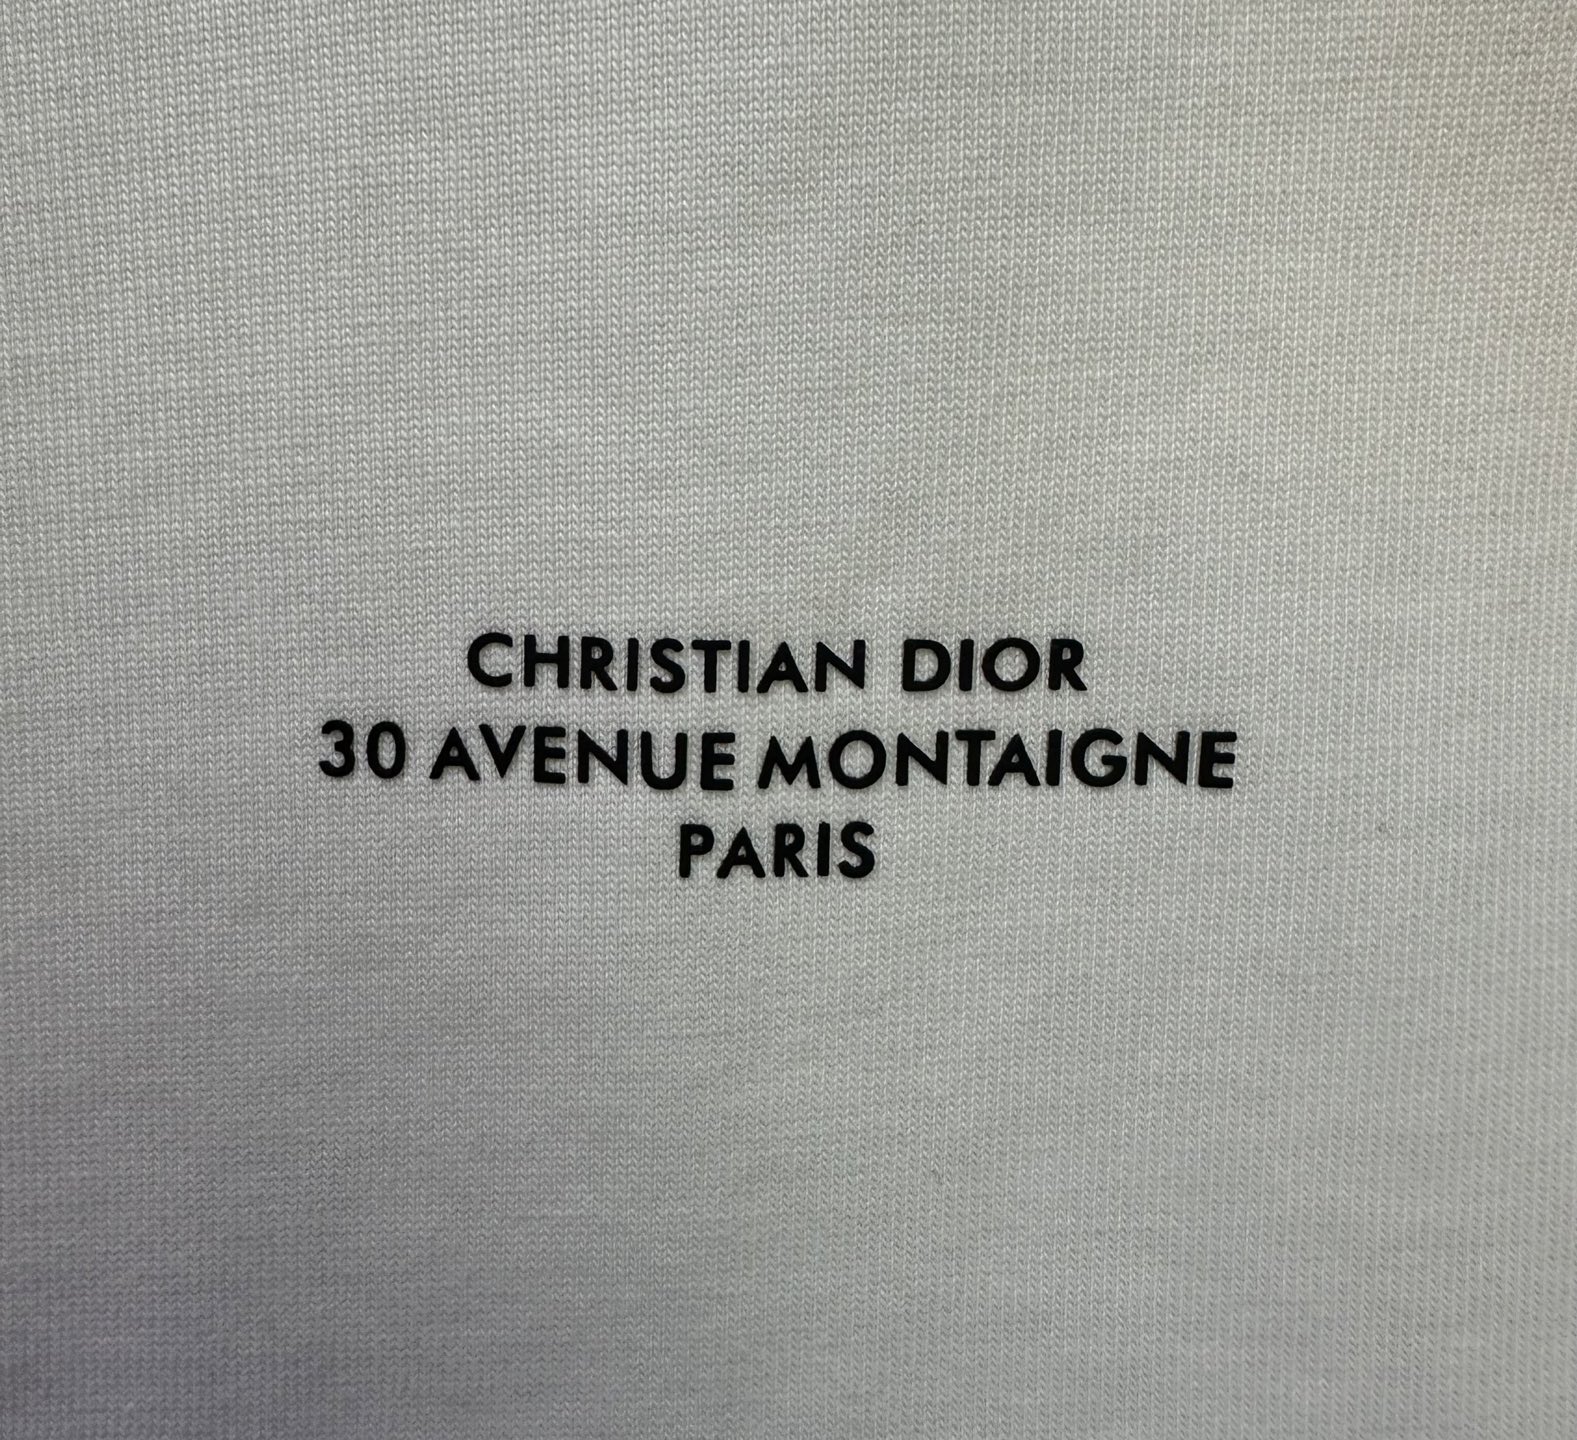 CHRISTIAN DIOR
30 AVENUE MONTAIGNE
PARIS